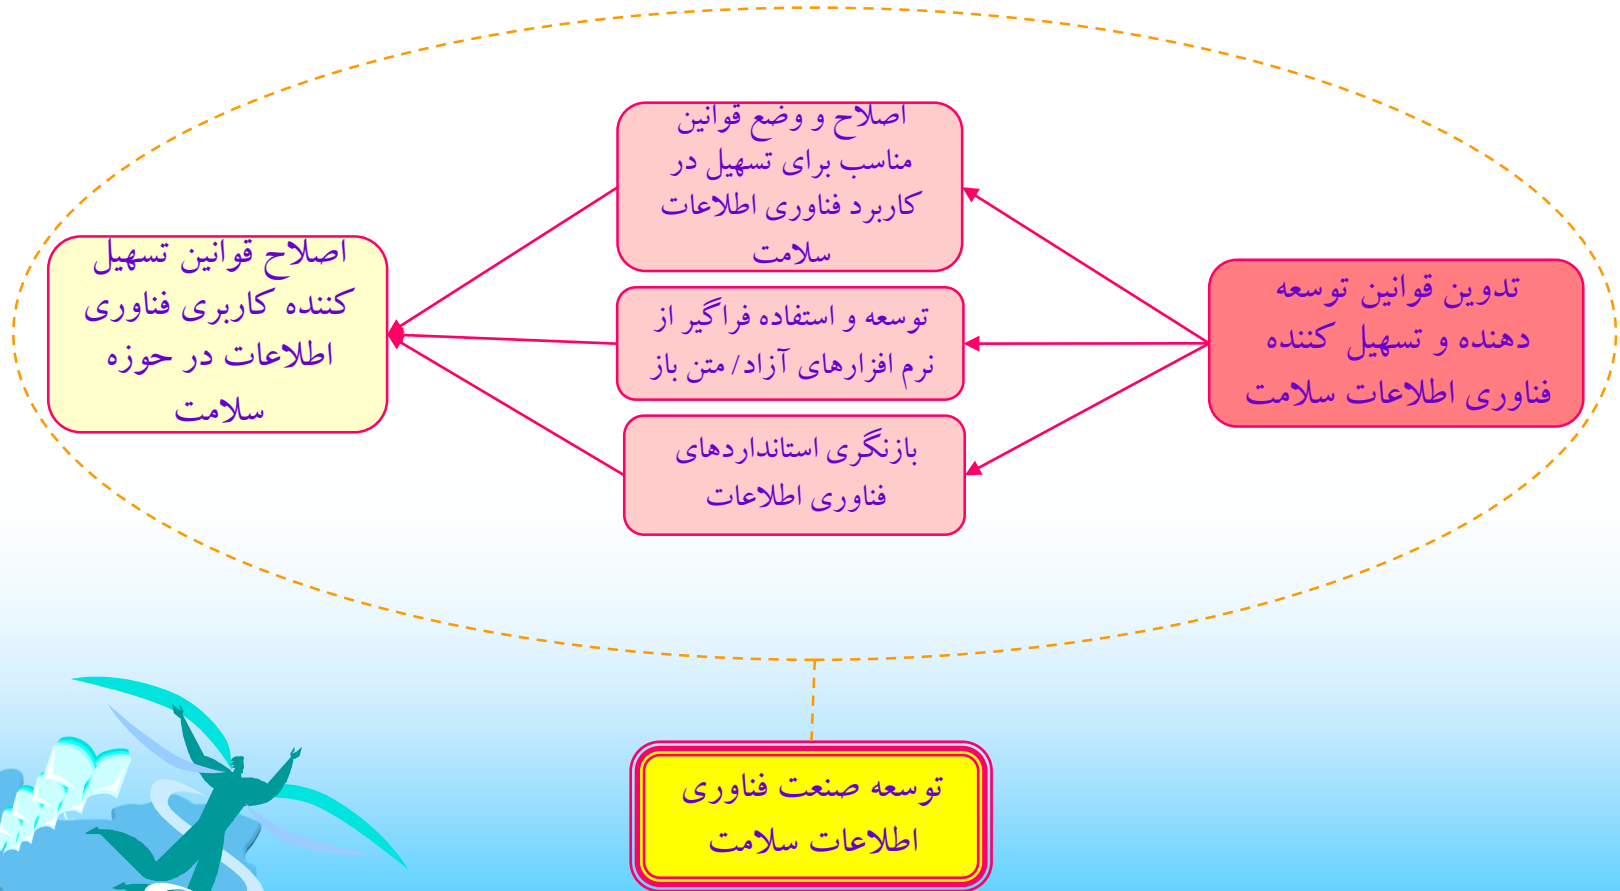 تدوین قوانین توسعه
دهنده و تسهیل کننده
فناوری اطلاعات سلامت
اصلاح و وضع قوانین
مناسب برای تسهیل در
کاربرد فناوری اطلاعات
سلامت
توسعه و استفاده فراگیر از
نرم افزارهای آزاد/ متن باز
بازنگری استانداردهای
فناوری اطلاعات
اصلاح قوانین تسهیل
کننده کاربری فناوری
اطلاعات در حوزه
سلامت
توسعه صنعت فناوری
اطلاعات سلامت